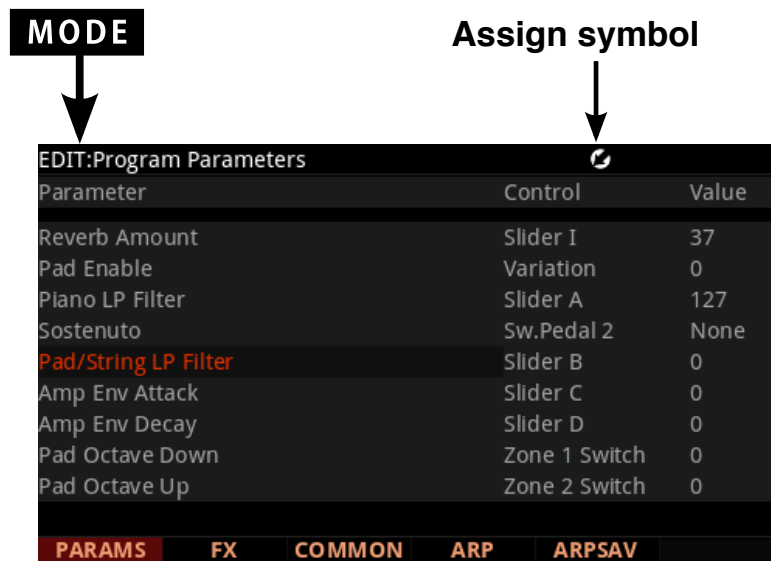 MODE Assign symbol
EDIT:Program Parameters
Parameter Control Value
Reverb Amount Slider I 37
Pad Enable Variation 0
Piano LP Filter Slider A 127
Sostenuto Sw.Pedal 2 None
Pad/String LP Filter Slider B 0
Amp Env Attack Slider C 0
Amp Env Decay Slider D 0
Pad Octave Down Zone 1 Switch 0
Pad Octave Up Zone 2 Switch 0
PARAMS FX COMMON ARP ARPSAV